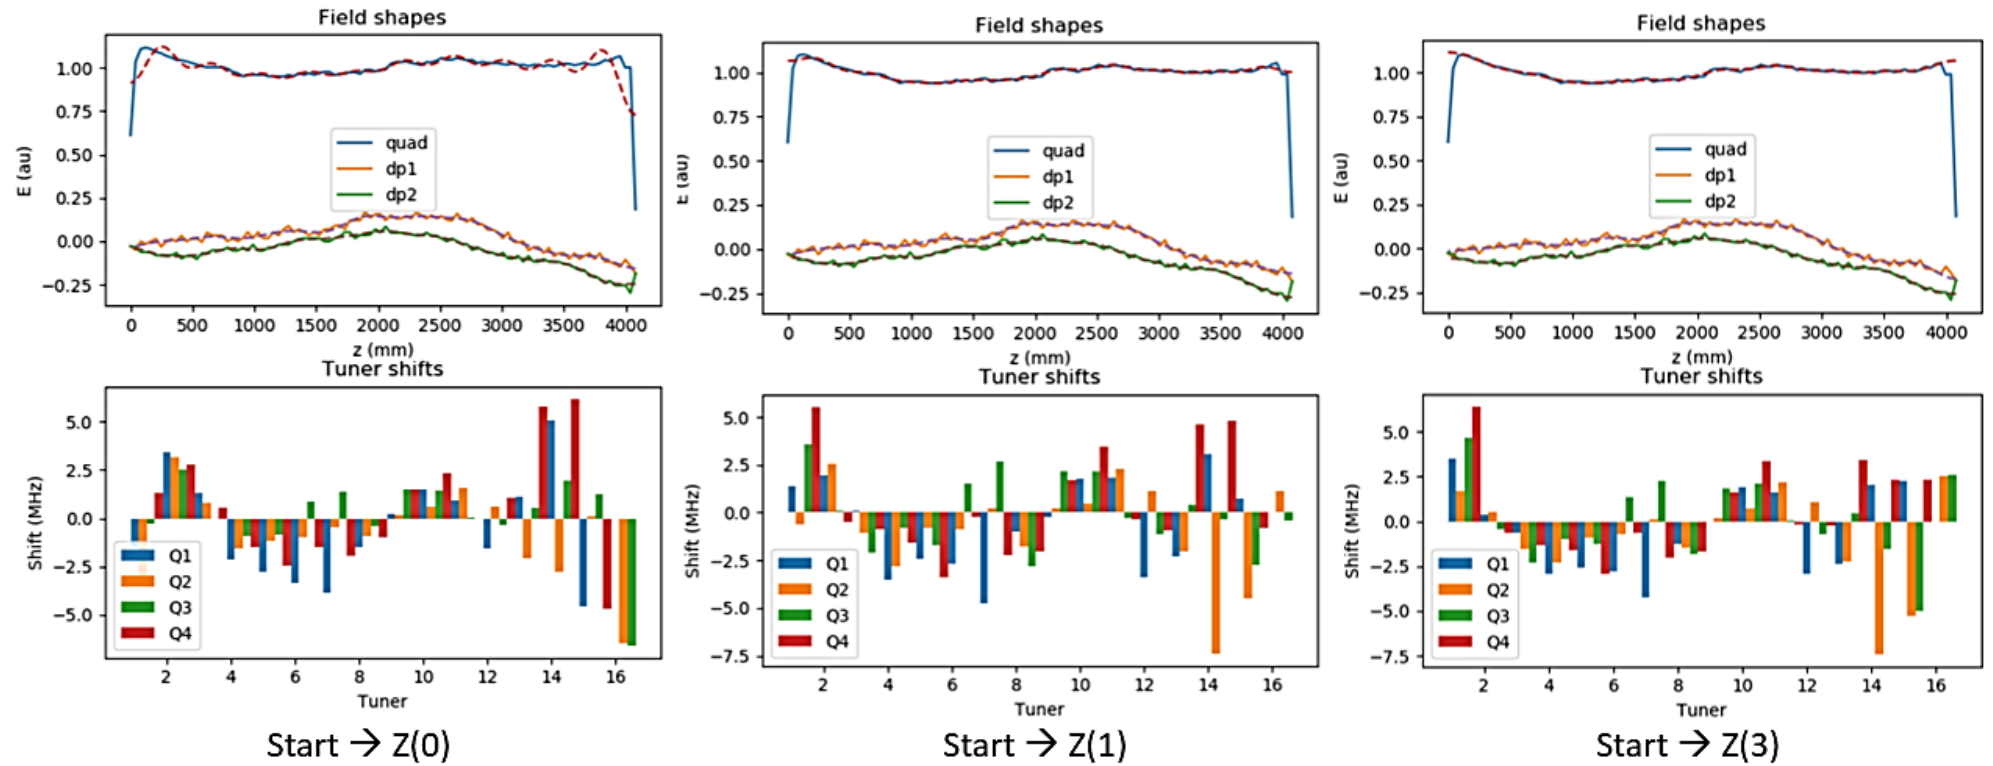 Field shapes
1.00
0.75
0.50
0.25
0.00
−0.25
E (au)
quad
dp1
dp2
0 500 1000 1500 2000 2500 3000 3500 4000
z (mm)
Tuner shifts
5.0
2.5
0.0
−2.5
−5.0
Shift (MHz)
Q1
Q2
Q3
Q4
2 4 6 8 10 12 14 16
Tuner
Start → Z(0)
Field shapes
1.00
0.75
0.50
0.25
0.00
−0.25
E (au)
quad
dp1
dp2
0 500 1000 1500 2000 2500 3000 3500 4000
z (mm)
Tuner shifts
5.0
2.5
0.0
−2.5
−5.0
−7.5
Shift (MHz)
Q1
Q2
Q3
Q4
2 4 6 8 10 12 14 16
Tuner
Start → Z(1)
Field shapes
1.00
0.75
0.50
0.25
0.00
−0.25
E (au)
quad
dp1
dp2
0 500 1000 1500 2000 2500 3000 3500 4000
z (mm)
Tuner shifts
5.0
2.5
0.0
−2.5
−5.0
−7.5
Shift (MHz)
Q1
Q2
Q3
Q4
2 4 6 8 10 12 14 16
Tuner
Start → Z(3)